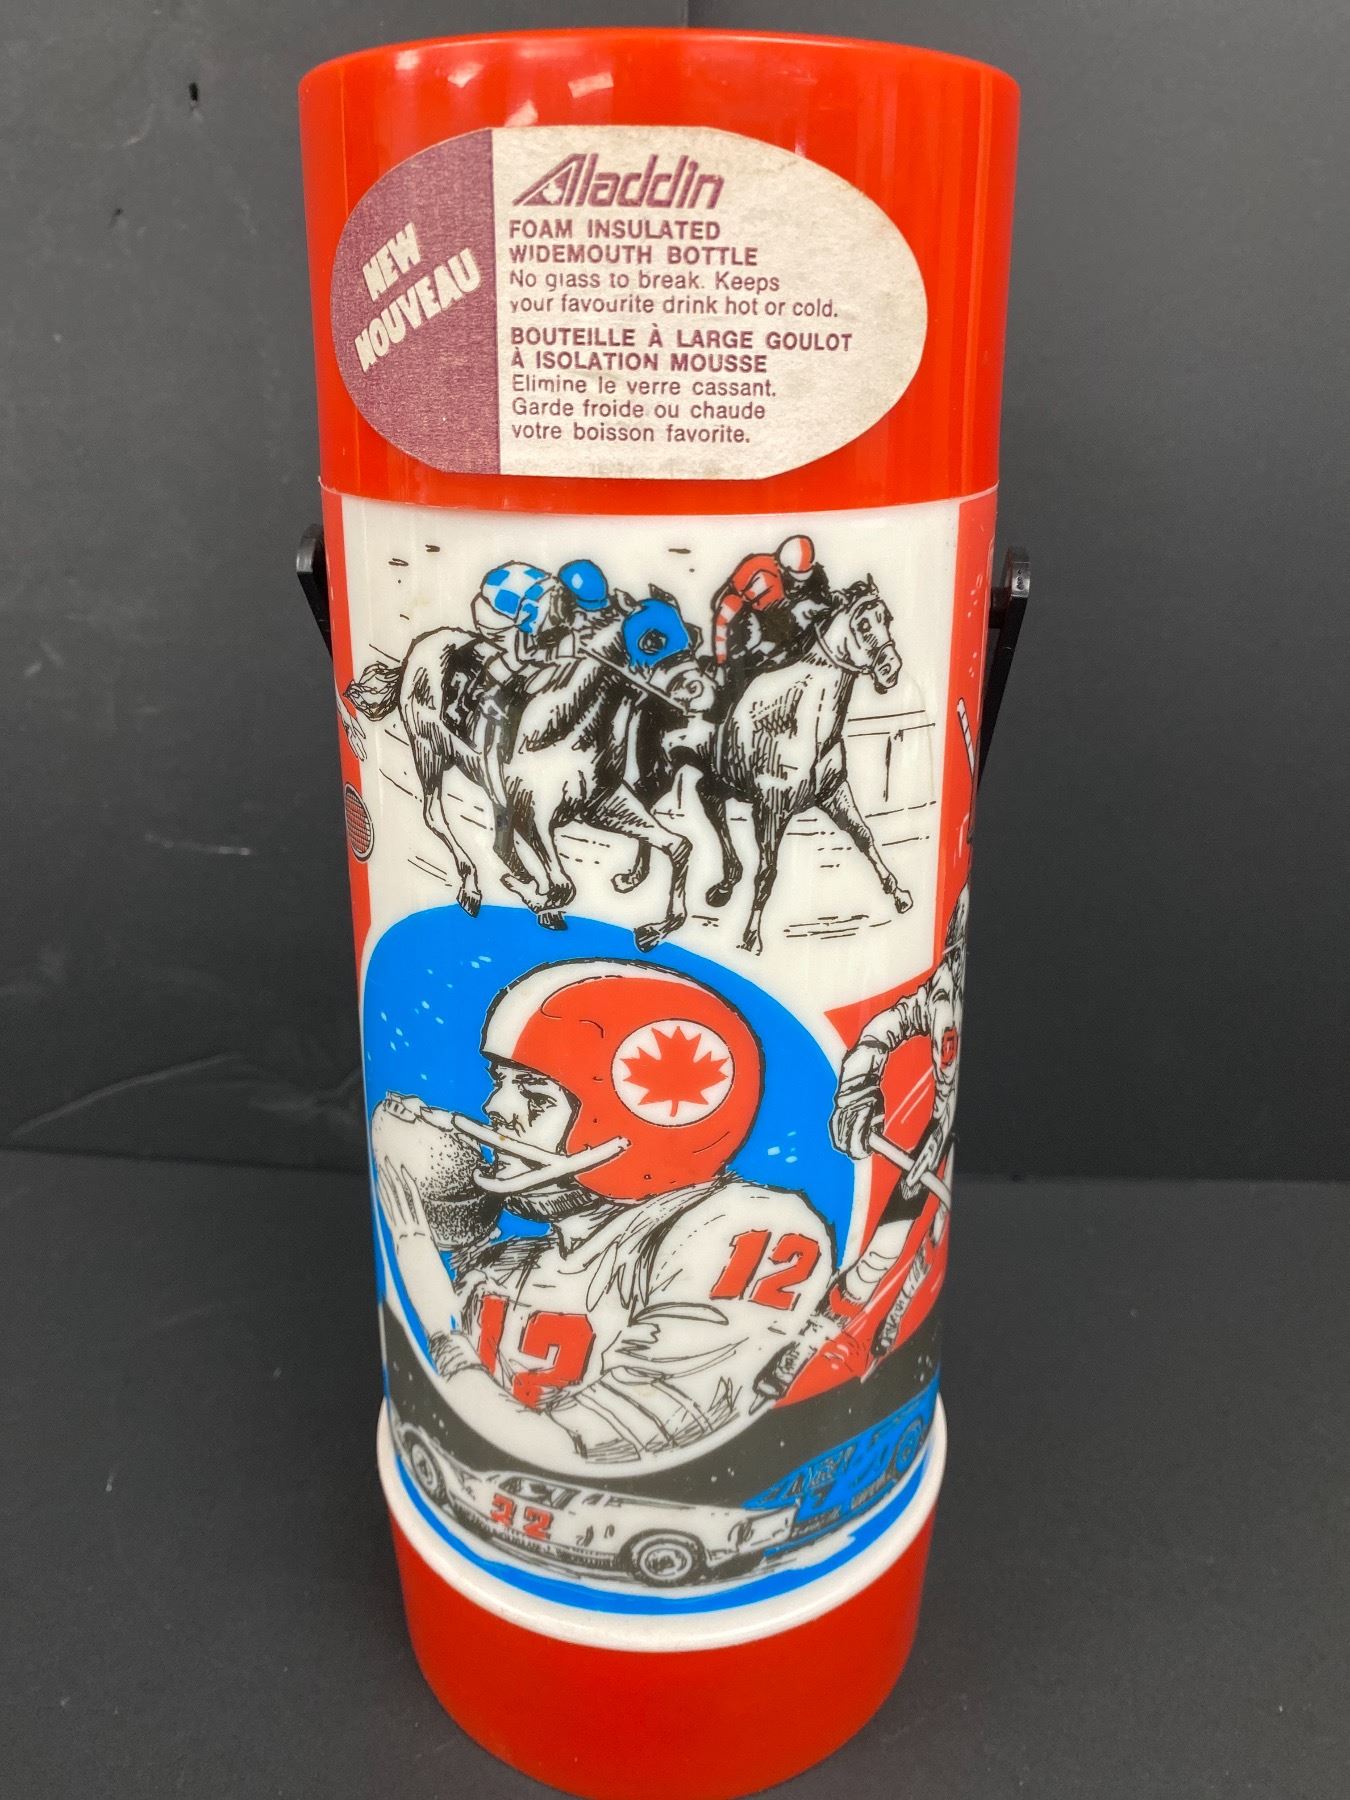 NEW
NOUVEAU
Aladdin
FOAM INSULATED
WIDEMOUTH BOTTLE
No glass to break. Keeps
your favourite drink hot or cold.
BOUTEILLE À LARGE GOULOT
À ISOLATION MOUSSE
Elimine le verre cassant.
Garde froide ou chaude
votre boisson favorite.
12
12
22